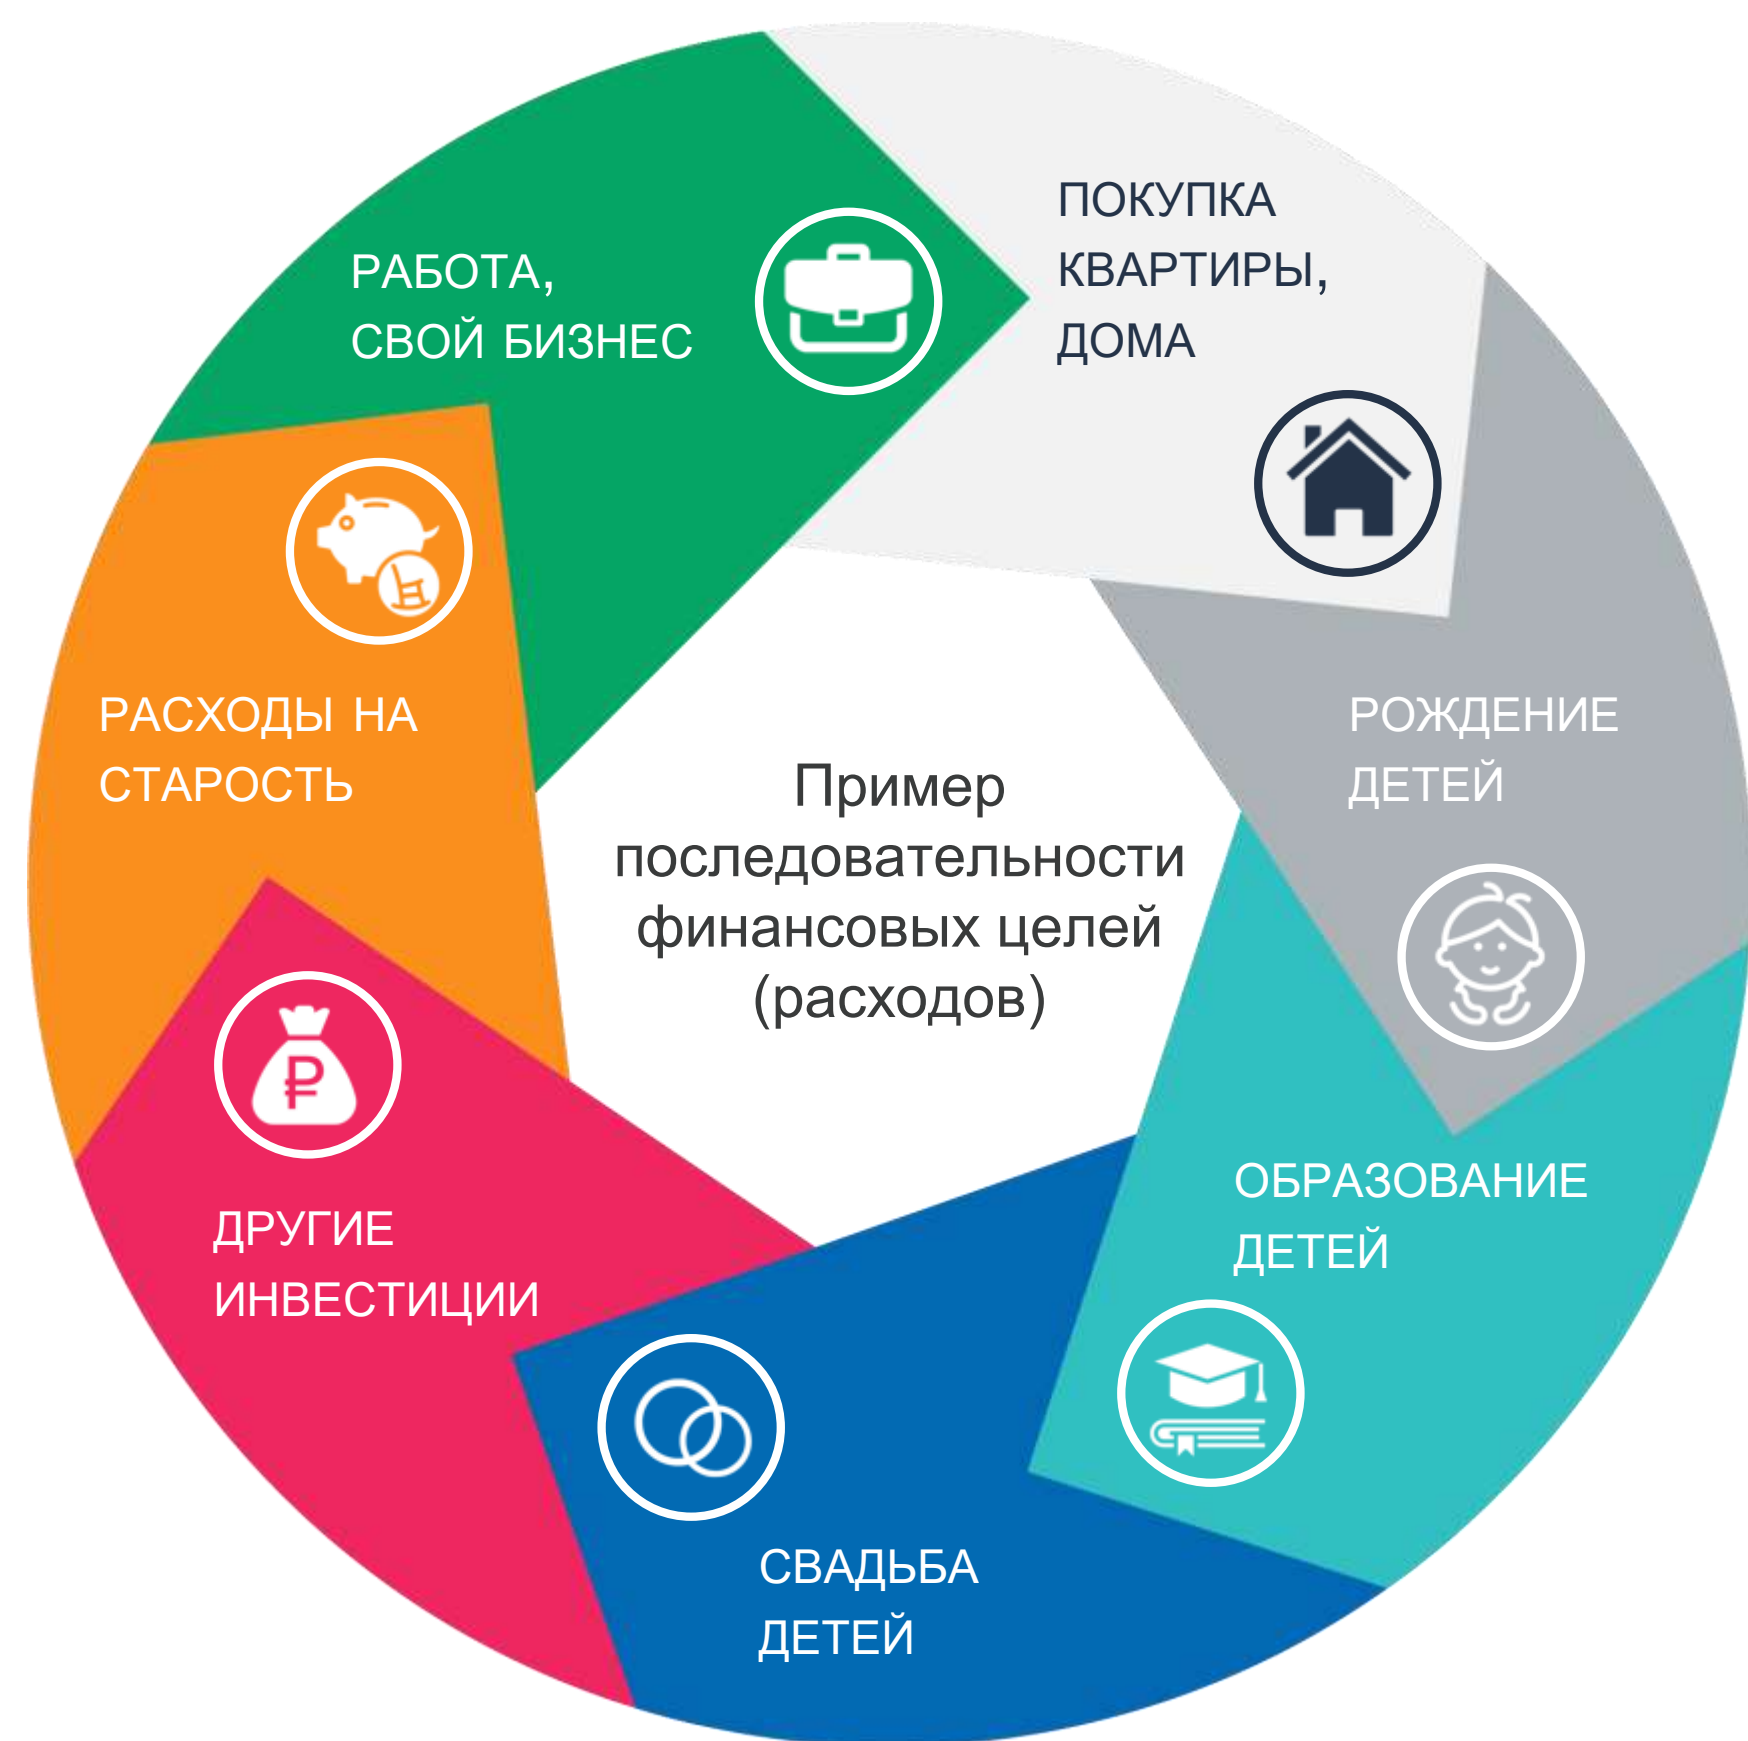 РАБОТА,
СВОЙ БИЗНЕС
ПОКУПКА
КВАРТИРЫ,
ДОМА
РОЖДЕНИЕ
ДЕТЕЙ
ОБРАЗОВАНИЕ
ДЕТЕЙ
СВАДЬБА
ДЕТЕЙ
ДРУГИЕ
ИНВЕСТИЦИИ
₽
РАСХОДЫ НА
СТАРОСТЬ
Пример
последовательности
финансовых целей
(расходов)